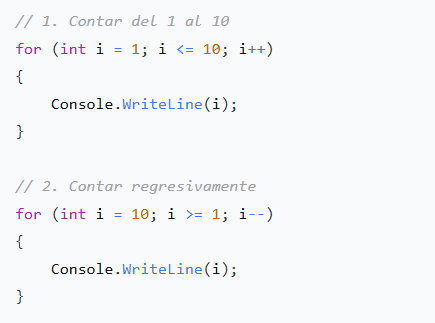 // 1. Contar del 1 al 10
for (int i = 1; i <= 10; i++)
{
    Console.WriteLine(i);
}

// 2. Contar regresivamente
for (int i = 10; i >= 1; i--)
{
    Console.WriteLine(i);
}